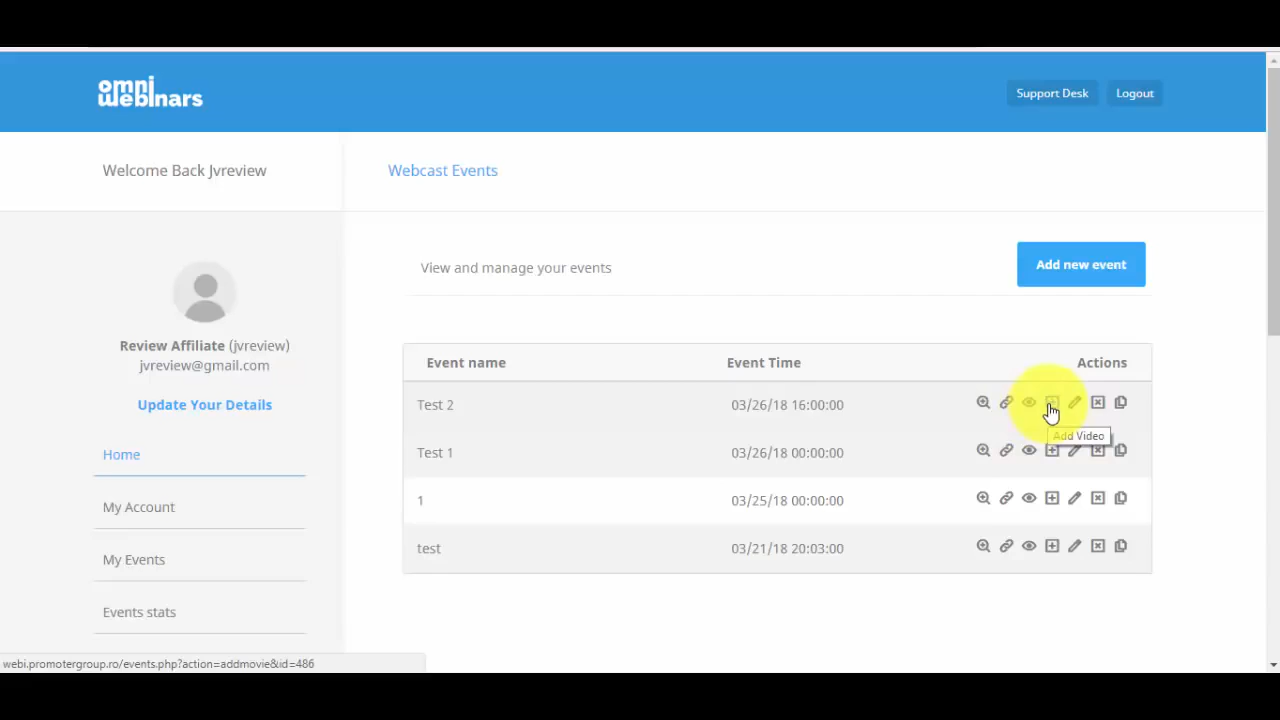 omni
webinars
Support Desk
Logout
Welcome Back Jvreview
Webcast Events
View and manage your events
Add new event
Review Affiliate (jvreview)
jvreview@gmail.com
Update Your Details
Home
My Account
My Events
Events stats
Event name Event Time Actions
Test 2 03/26/18 16:00:00
Add Video
Test 1 03/26/18 00:00:00
1 03/25/18 00:00:00
test 03/21/18 20:03:00
webi.promotergroup.ro/events.php?action=addmovie&id=486